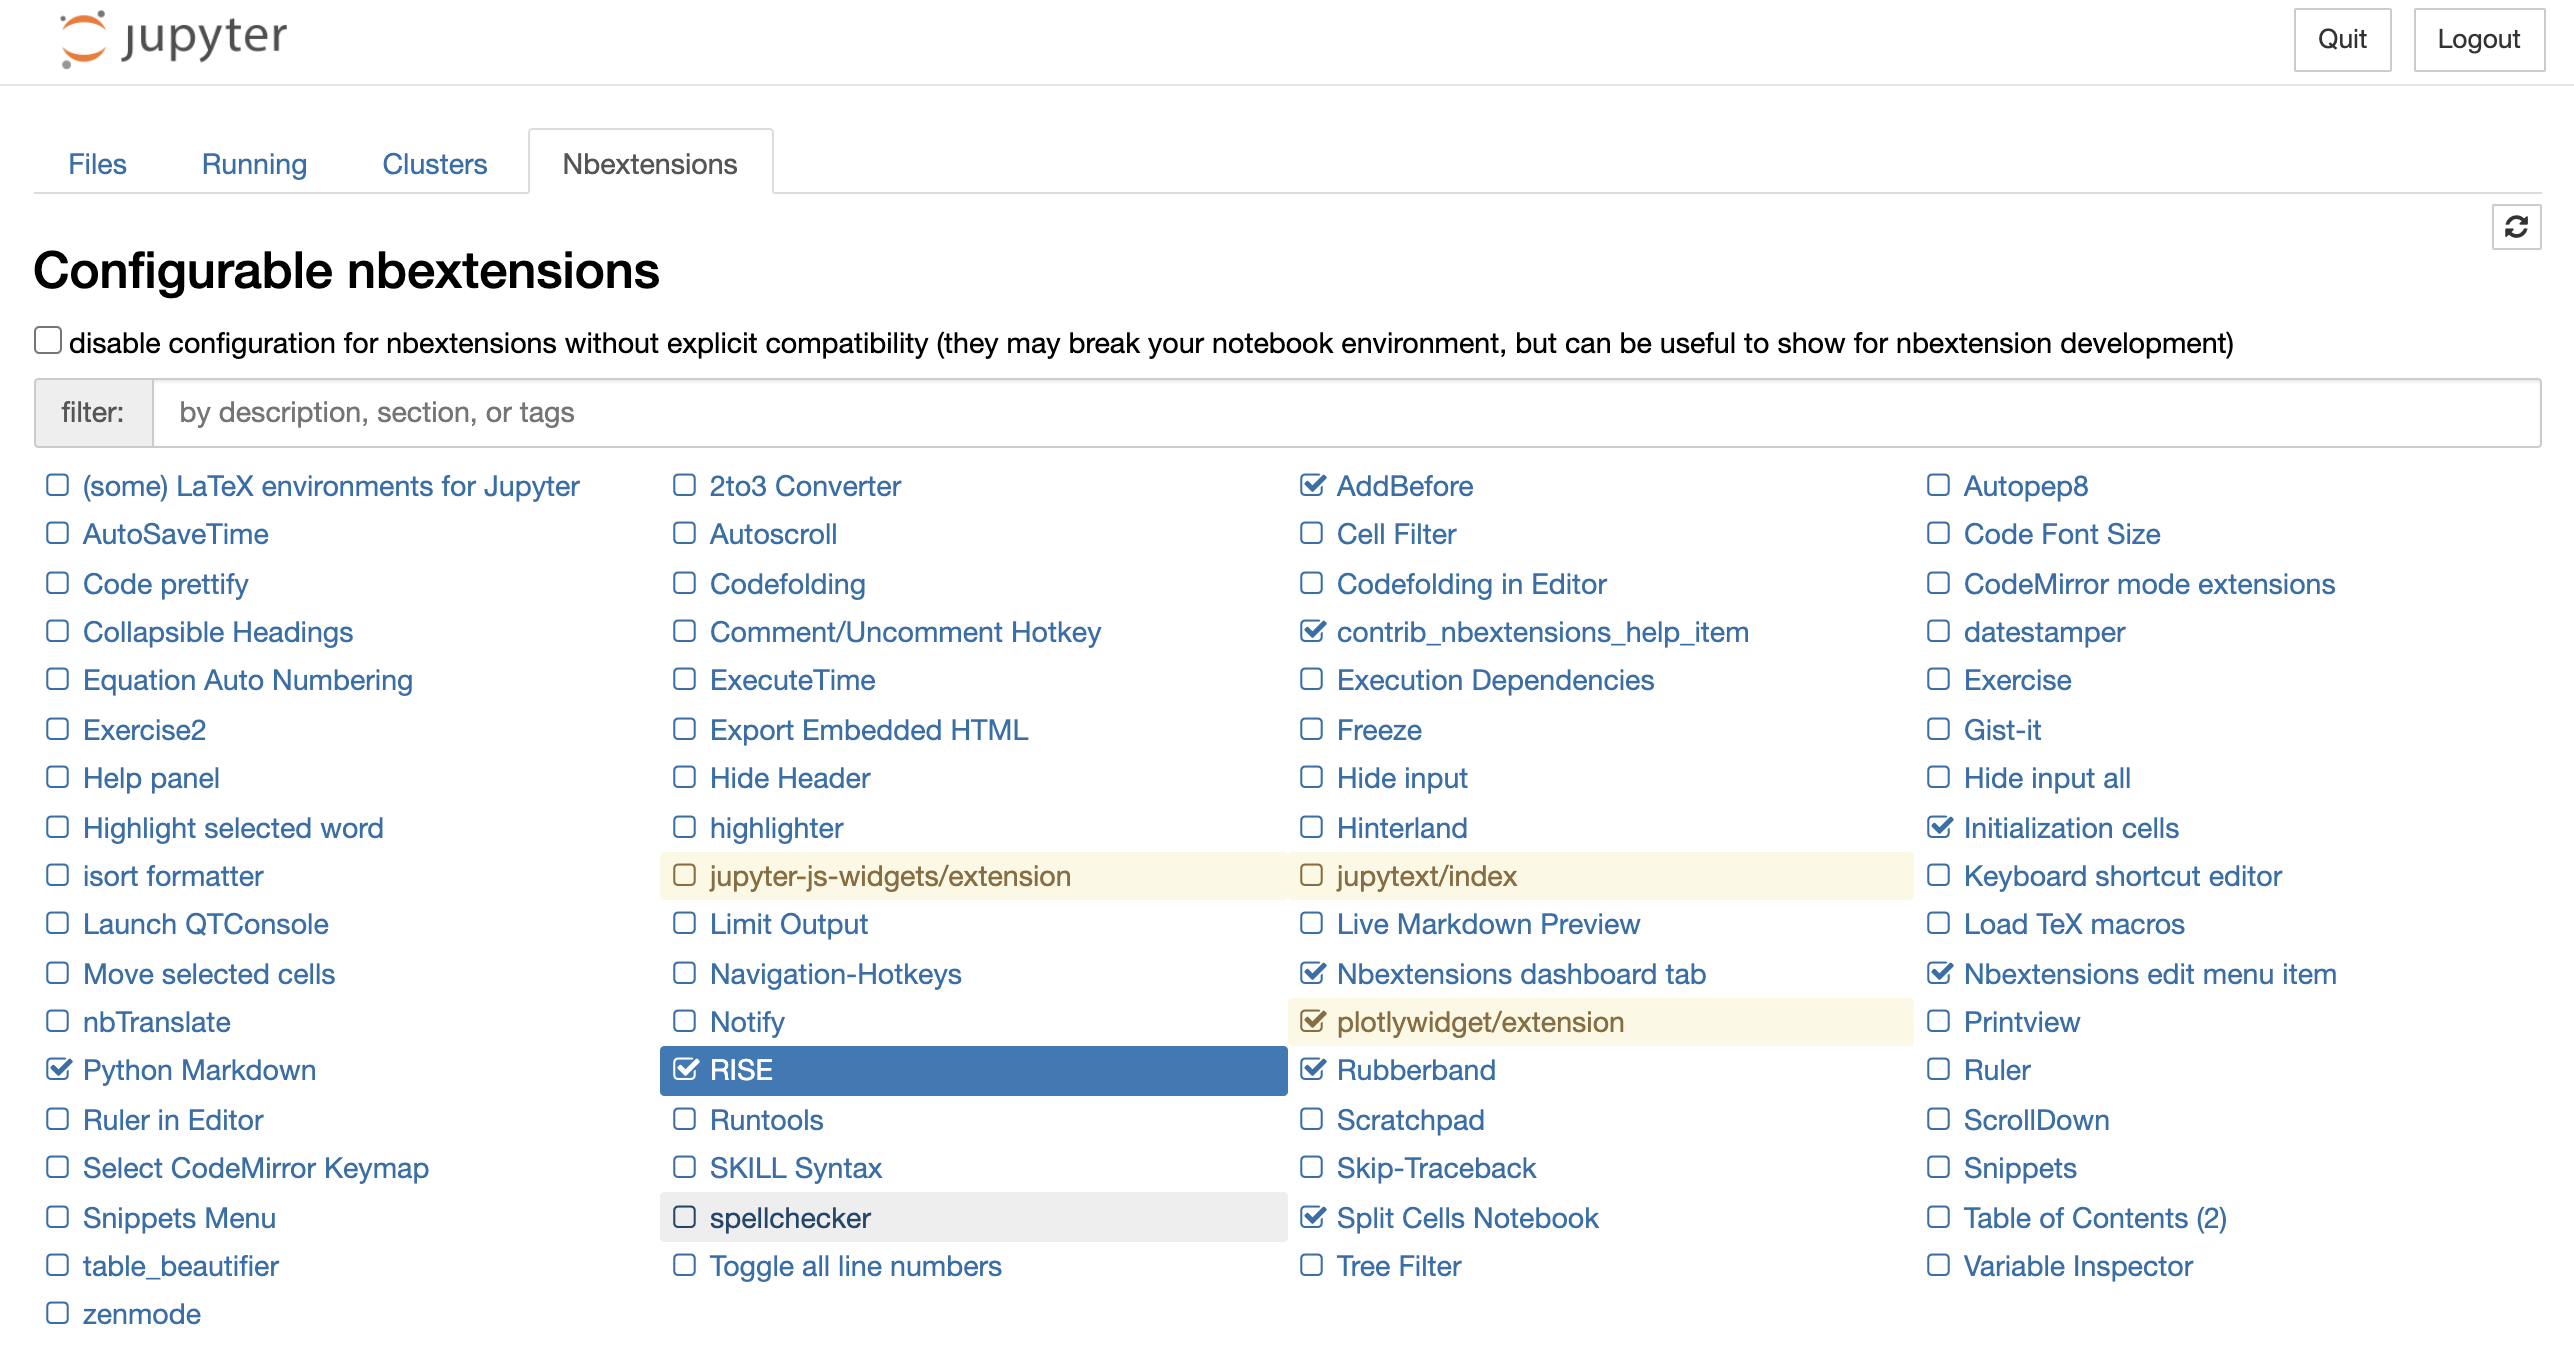 jupyter
Quit Logout
Files Running Clusters Nbextensions
Configurable nbextensions
disable configuration for nbextensions without explicit compatibility (they may break your notebook environment, but can be useful to show for nbextension development)
filter: by description, section, or tags
(some) LaTeX environments for Jupyter 2to3 Converter AddBefore Autopep8
AutoSaveTime Autoscroll Cell Filter Code Font Size
Code prettify Codefolding Codefolding in Editor CodeMirror mode extensions
Collapsible Headings Comment/Uncomment Hotkey contrib_nbextensions_help_item datestamper
Equation Auto Numbering ExecuteTime Execution Dependencies Exercise
Exercise2 Export Embedded HTML Freeze Gist-it
Help panel Hide Header Hide input Hide input all
Highlight selected word highlighter Hinterland Initialization cells
isort formatter jupyter-js-widgets/extension jupytext/index Keyboard shortcut editor
Launch QTConsole Limit Output Live Markdown Preview Load TeX macros
Move selected cells Navigation-Hotkeys Nbextensions dashboard tab Nbextensions edit menu item
nbTranslate Notify plotlywidget/extension Printview
Python Markdown RISE Rubberband Ruler
Ruler in Editor Runtools Scratchpad ScrollDown
Select CodeMirror Keymap SKILL Syntax Skip-Traceback Snippets
Snippets Menu spellchecker Split Cells Notebook Table of Contents (2)
table_beautifier Toggle all line numbers Tree Filter Variable Inspector
zenmode